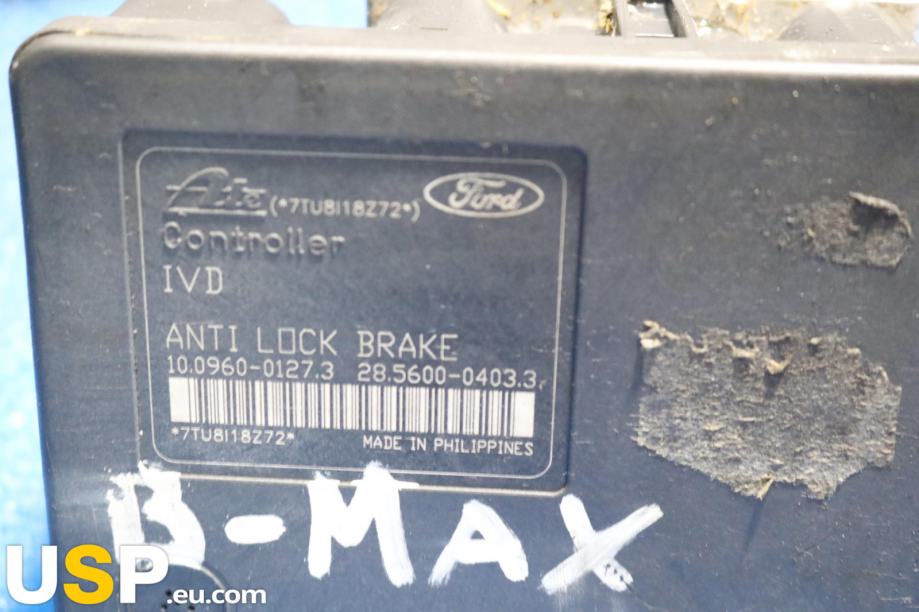 Ate (*7TU8I18Z72*) Ford
Controller
IVD
ANTI LOCK BRAKE
10.0960-0127.3 28.5600-0403.3
*7TU8I18Z72* MADE IN PHILIPPINES
B-MAX
USP.eu.com